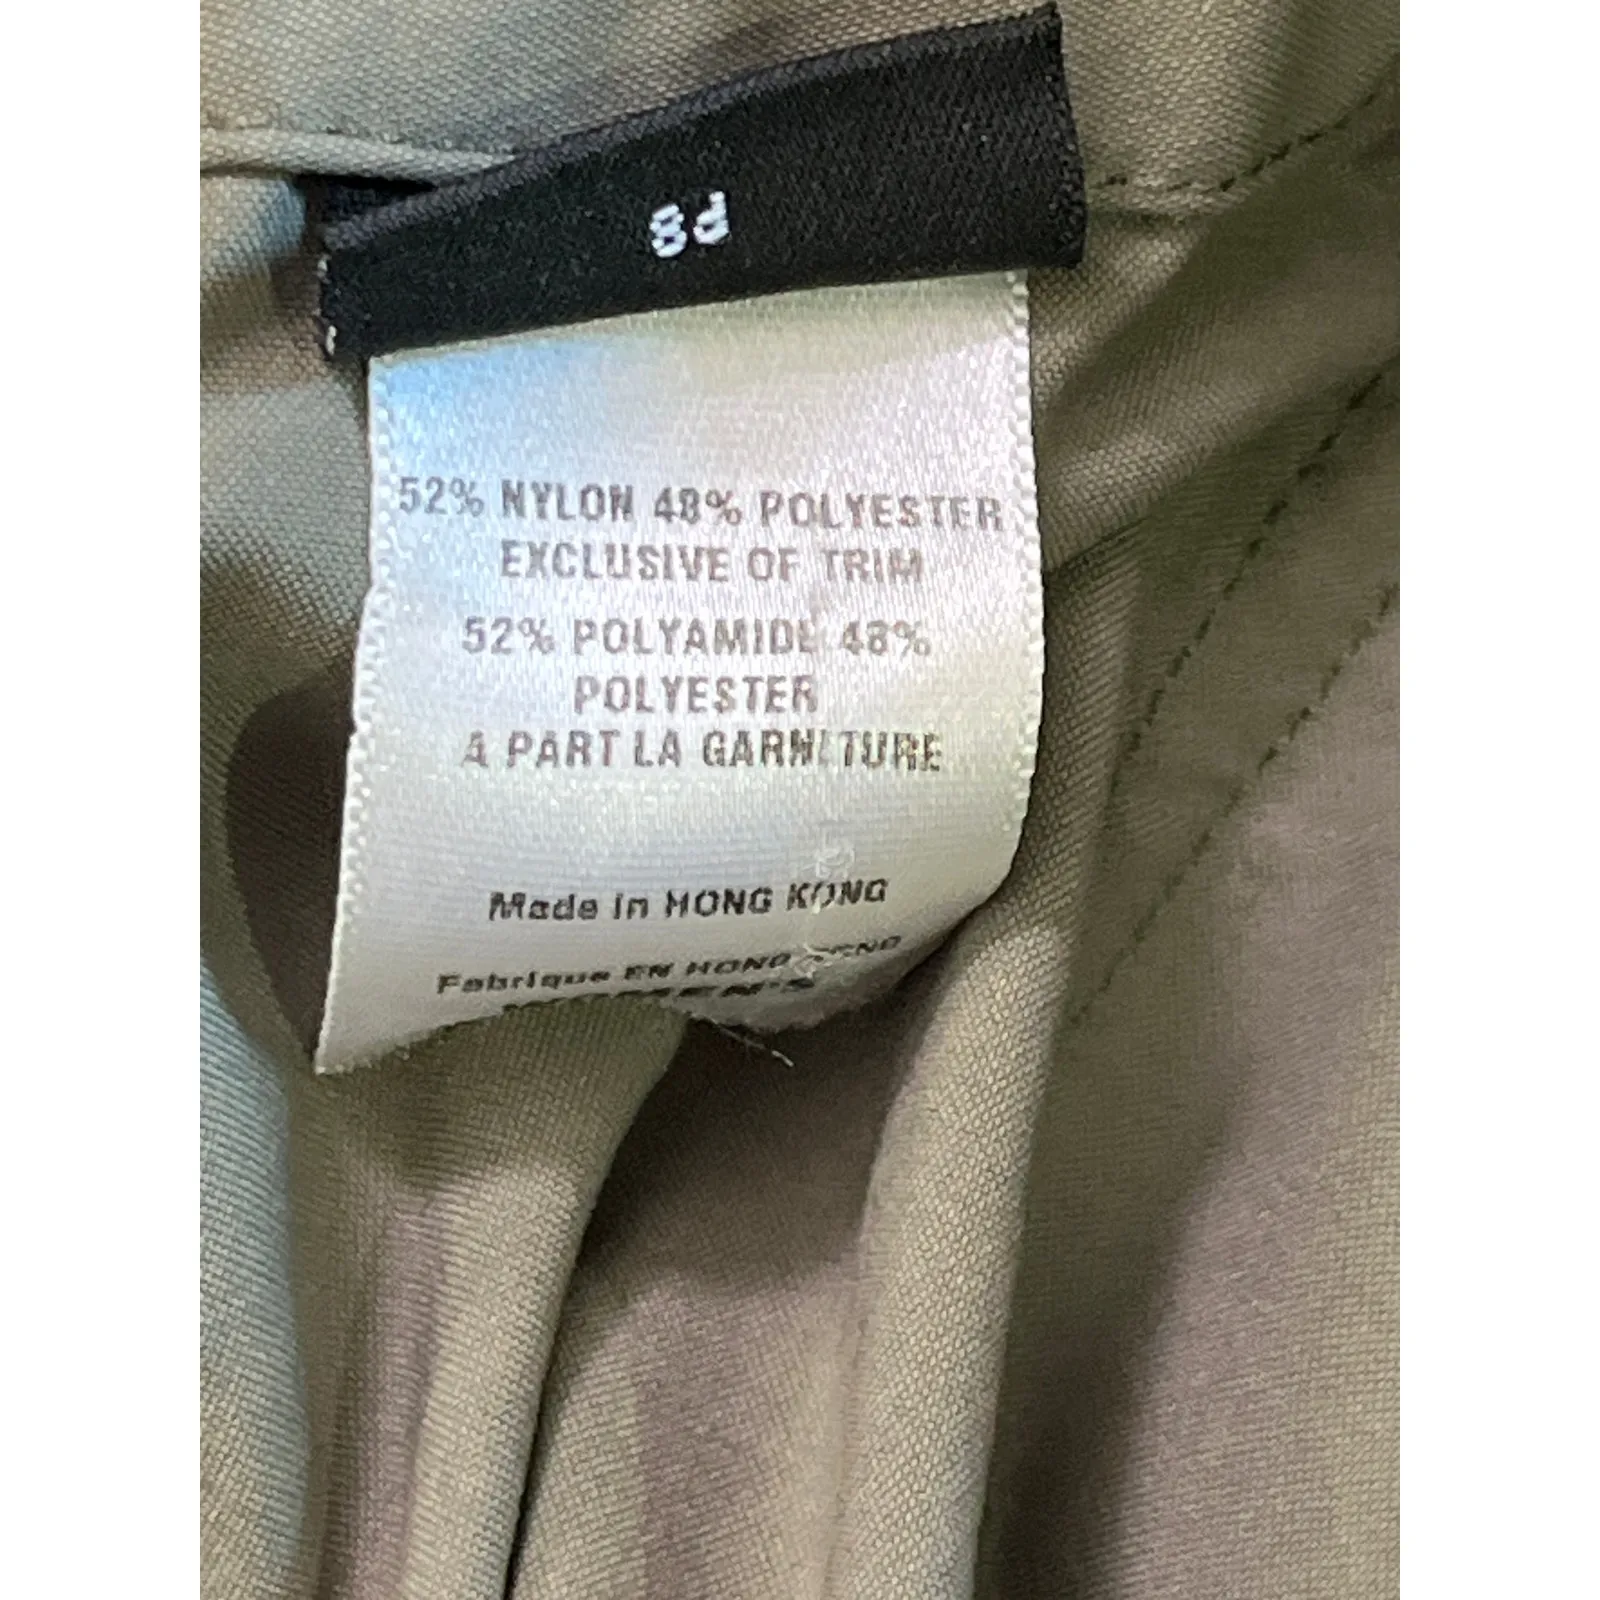 P8
52% NYLON 48% POLYESTER
EXCLUSIVE OF TRIM
52% POLYAMIDE 48%
POLYESTER
A PART LA GARNITURE
Made in HONG KONG
Fabrique EN HONG KONG